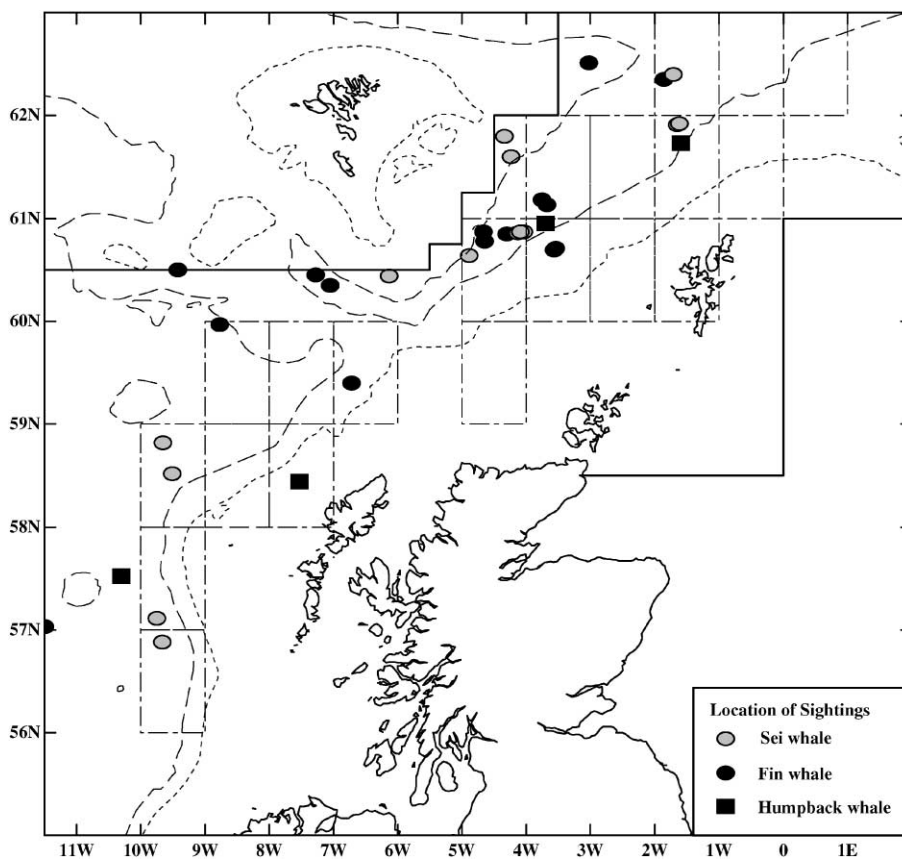 62N
61N
60N
59N
58N
57N
56N
Location of Sightings
Sei whale
Fin whale
Humpback whale
11W 10W 9W 8W 7W 6W 5W 4W 3W 2W 1W 0 1E